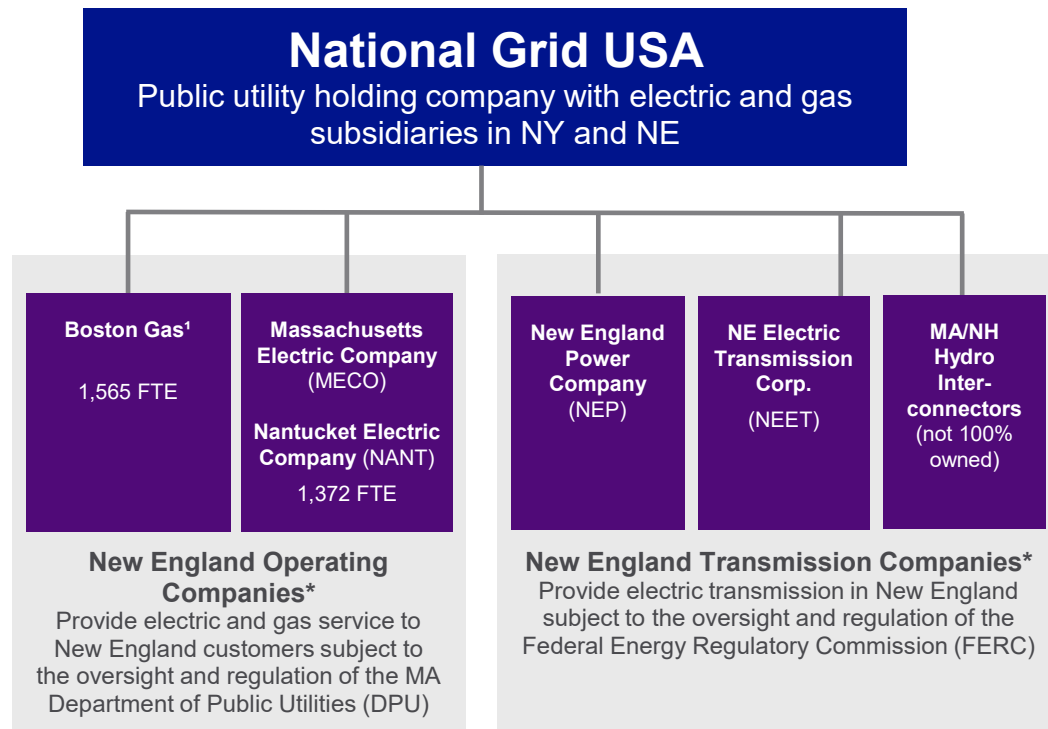 National Grid USA
Public utility holding company with electric and gas
subsidiaries in NY and NE
Boston Gas¹
1,565 FTE
Massachusetts
Electric Company
(MECO)
Nantucket Electric
Company (NANT)
1,372 FTE
New England
Power
Company
(NEP)
NE Electric
Transmission
Corp.
(NEET)
MA/NH
Hydro
Inter-
connectors
(not 100%
owned)
New England Operating
Companies*
Provide electric and gas service to
New England customers subject to
the oversight and regulation of the MA
Department of Public Utilities (DPU)
New England Transmission Companies*
Provide electric transmission in New England
subject to the oversight and regulation of the
Federal Energy Regulatory Commission (FERC)